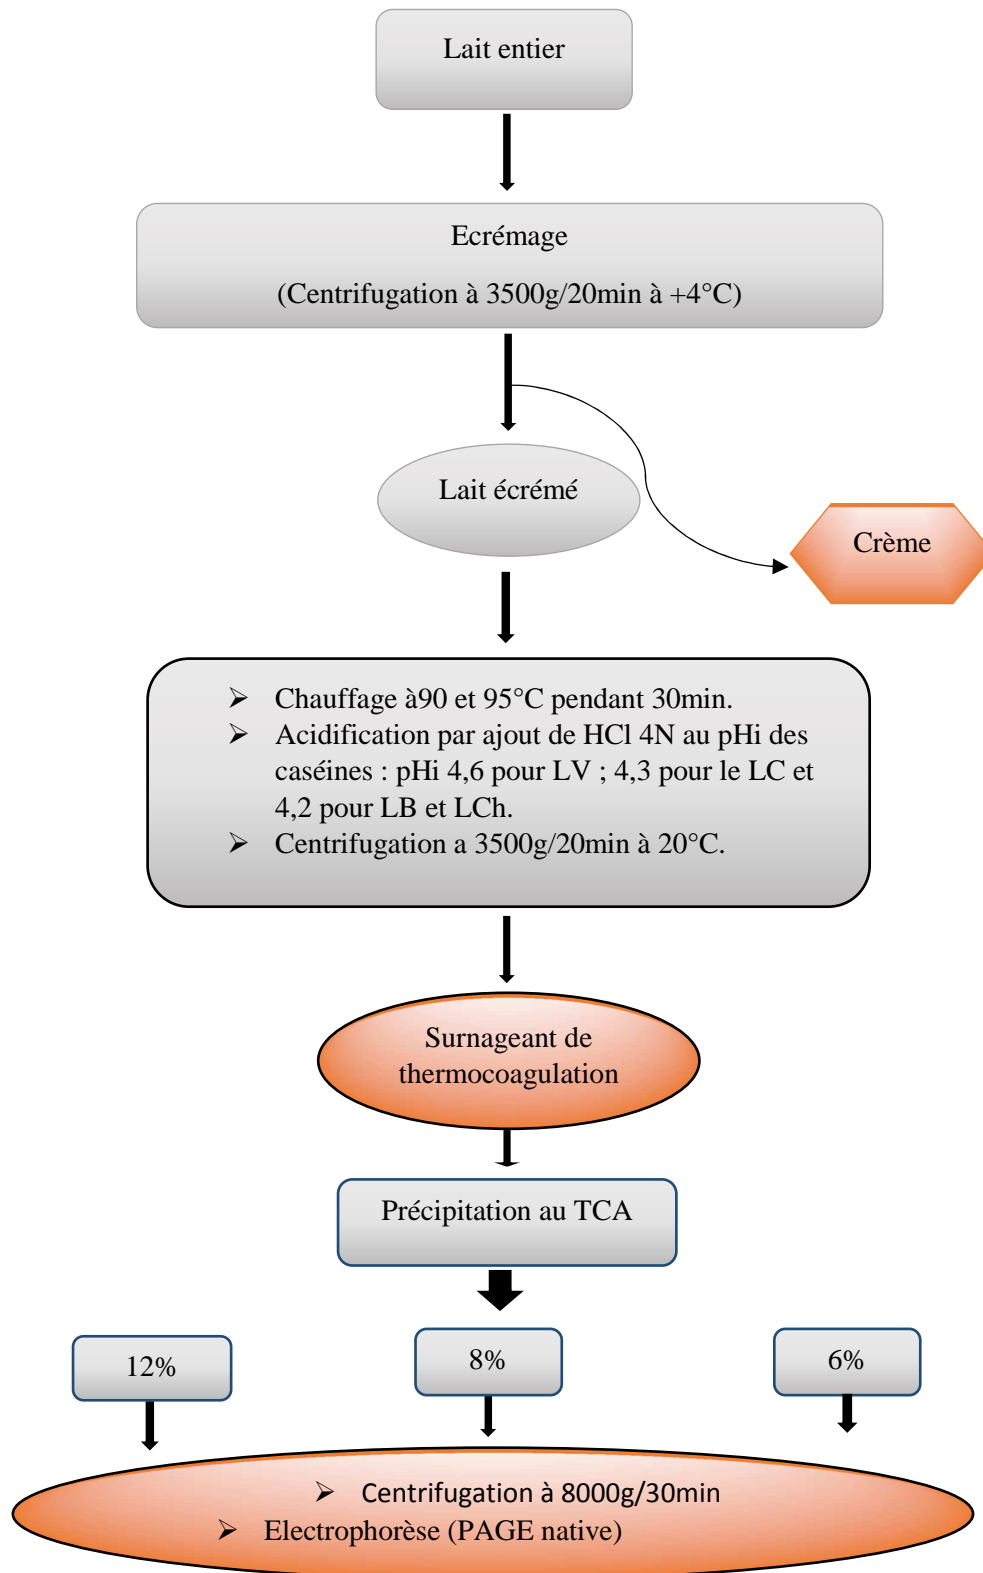 Lait entier
Ecrémage
(Centrifugation à 3500g/20min à +4°C)
Lait écrémé
Crème
➢ Chauffage à90 et 95°C pendant 30min.
➢ Acidification par ajout de HCl 4N au pHi des
caséines : pHi 4,6 pour LV ; 4,3 pour le LC et
4,2 pour LB et LCh.
➢ Centrifugation a 3500g/20min à 20°C.
Surnageant de
thermocoagulation
Précipitation au TCA
12%
8%
6%
➢ Centrifugation à 8000g/30min
➢ Electrophorèse (PAGE native)